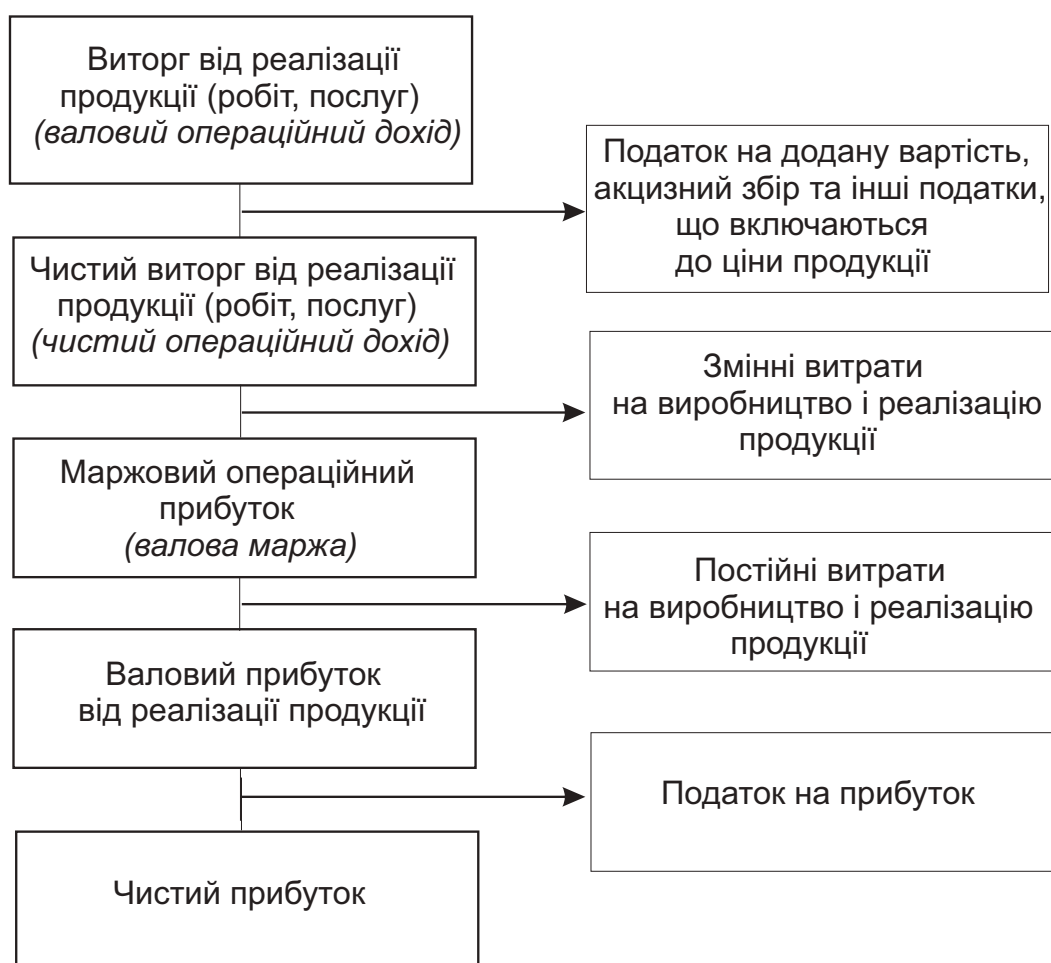 Виторг від реалізації
продукції (робіт, послуг)
(валовий операційний дохід)
Податок на додану вартість,
акцизний збір та інші податки,
що включаються
до ціни продукції
Чистий виторг від реалізації
продукції (робіт, послуг)
(чистий операційний дохід)
Змінні витрати
на виробництво і реалізацію
продукції
Маржовий операційний
прибуток
(валова маржа)
Постійні витрати
на виробництво і реалізацію
продукції
Валовий прибуток
від реалізації продукції
Податок на прибуток
Чистий прибуток